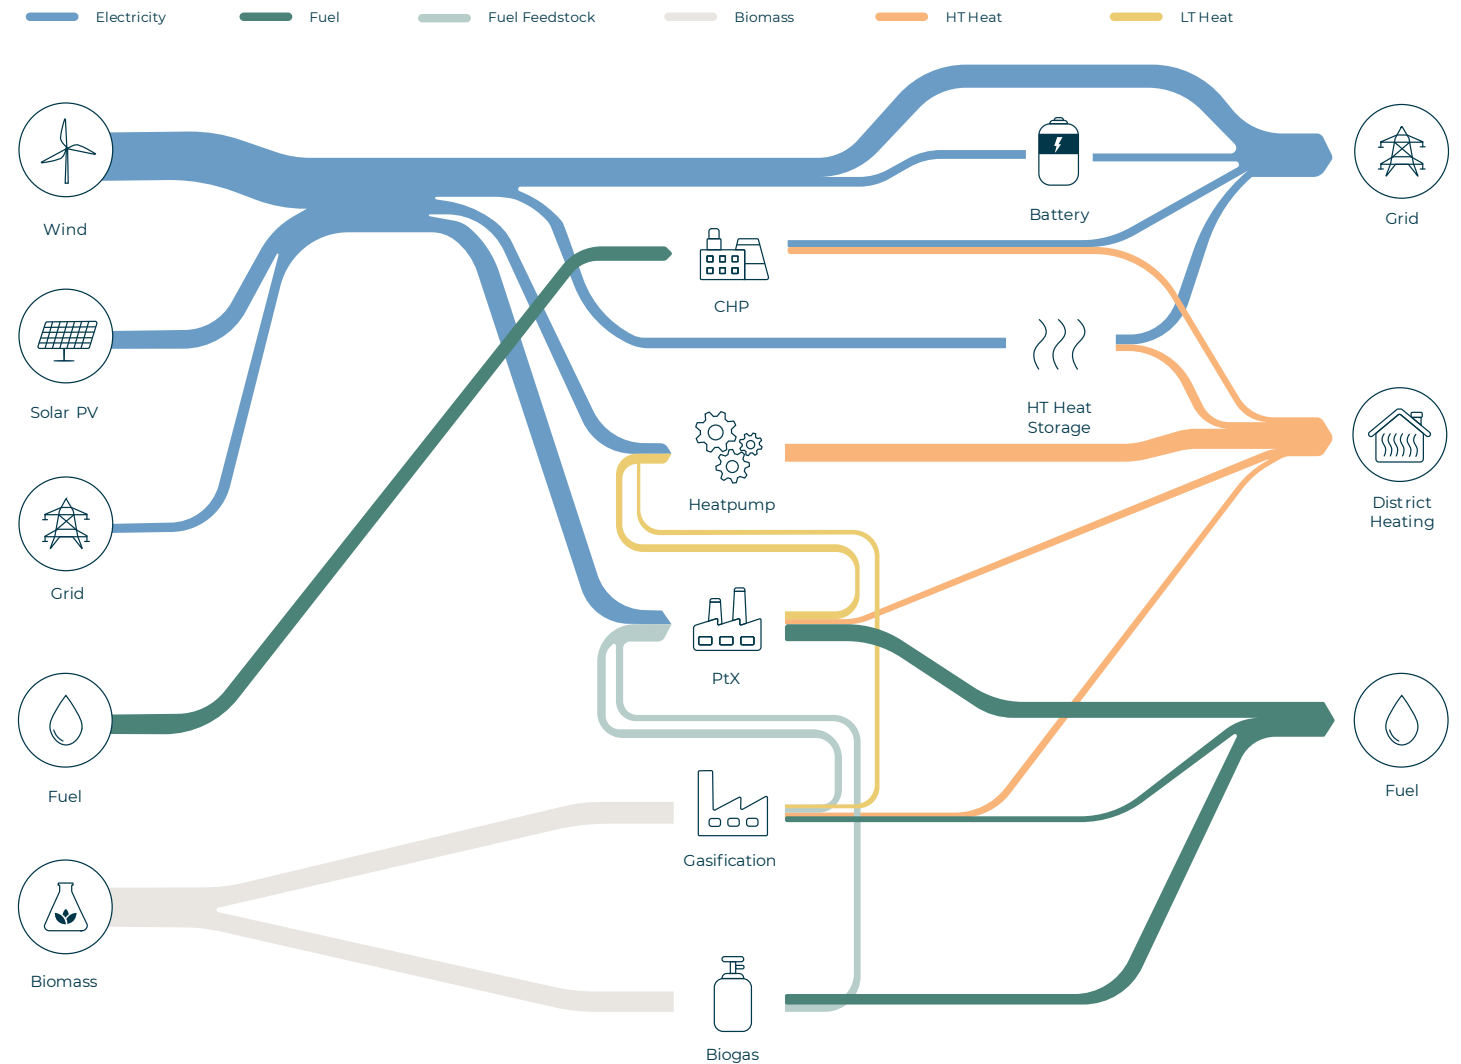 Electricity
Fuel
Fuel Feedstock
Biomass
HT Heat
LT Heat
Wind
Battery
Grid
CHP
Solar PV
HT Heat
Storage
Heatpump
District
Heating
Grid
PtX
Fuel
Fuel
Gasification
Biomass
Biogas